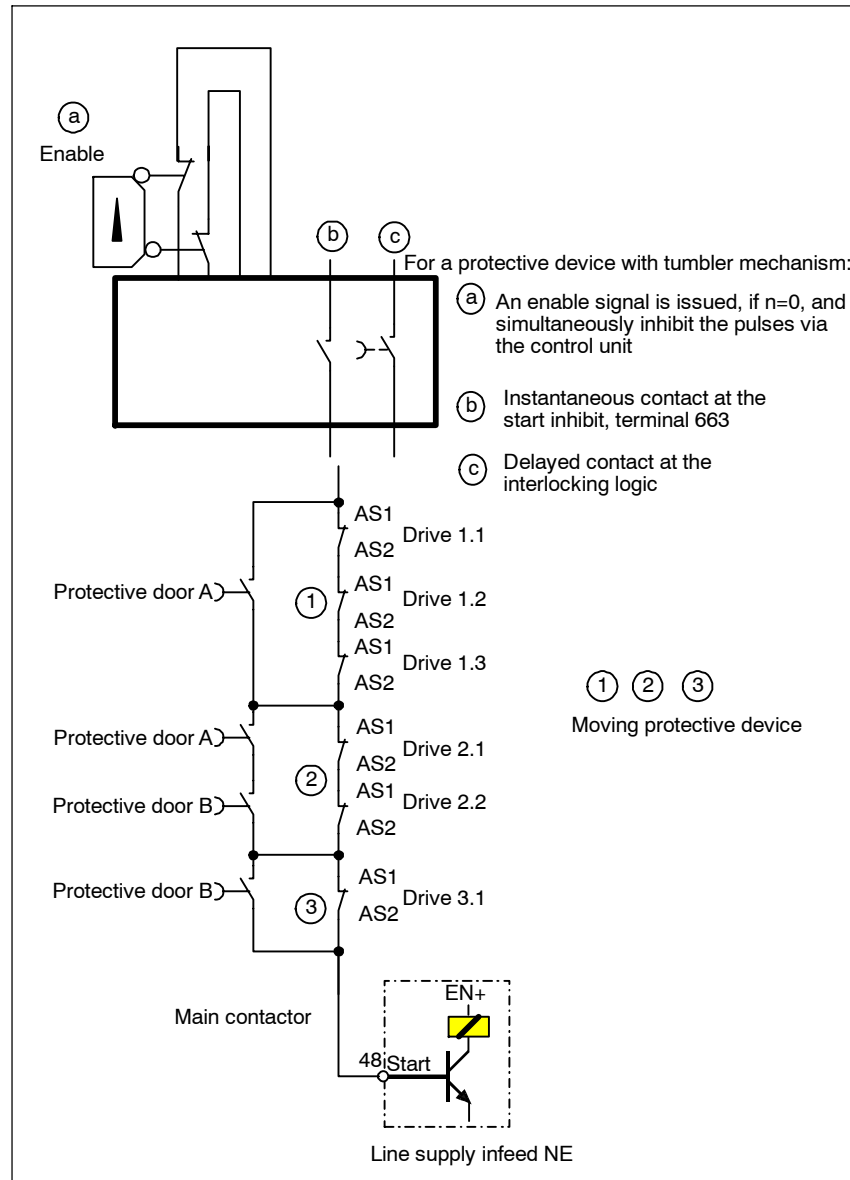 a
Enable
b
c
For a protective device with tumbler mechanism:
a An enable signal is issued, if n=0, and
simultaneously inhibit the pulses via
the control unit
b Instantaneous contact at the
start inhibit, terminal 663
c Delayed contact at the
interlocking logic
AS1
AS2 Drive 1.1
Protective door A
1
AS1
AS2 Drive 1.2
AS1
AS2 Drive 1.3
1 2 3
Moving protective device
Protective door A
AS1
AS2 Drive 2.1
2
Protective door B
AS1
AS2 Drive 2.2
Protective door B
3
AS1
AS2 Drive 3.1
Main contactor
EN+
48 Start
Line supply infeed NE